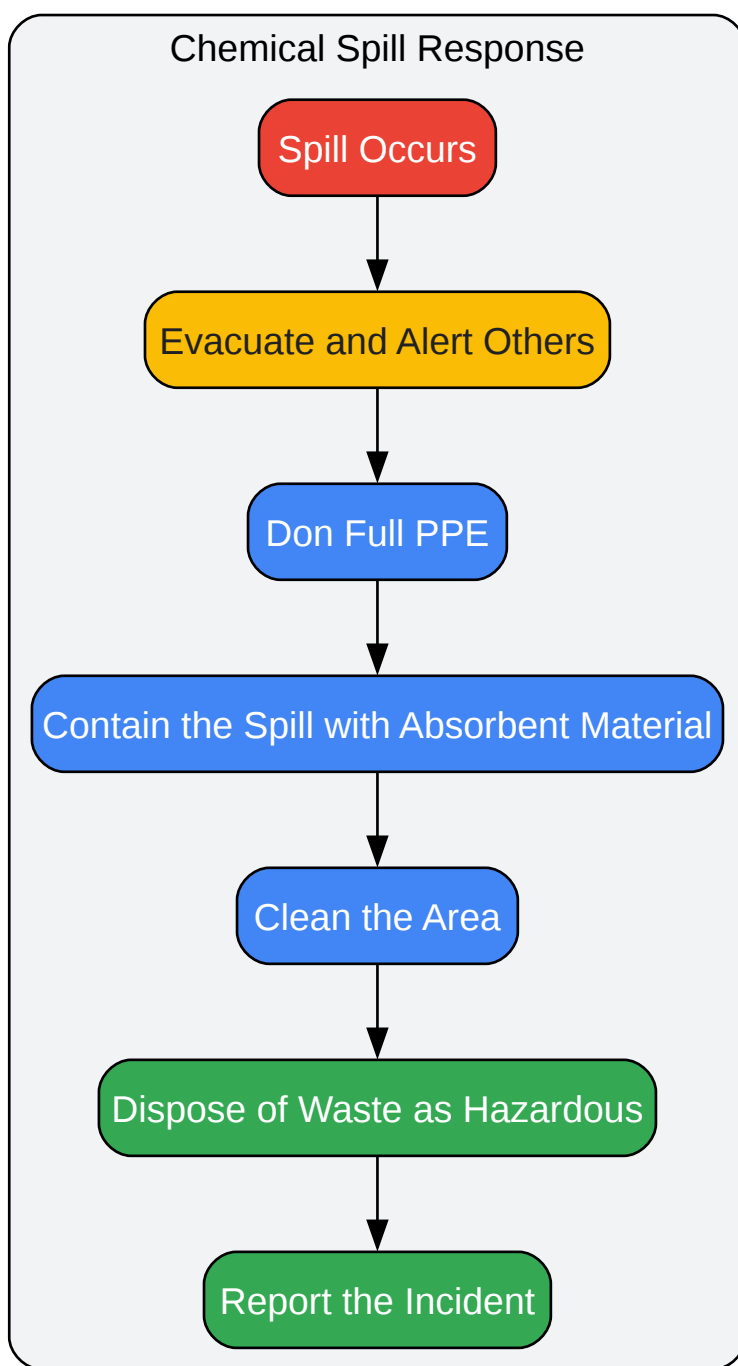 Chemical Spill Response
Spill Occurs
Evacuate and Alert Others
Don Full PPE
Contain the Spill with Absorbent Material
Clean the Area
Dispose of Waste as Hazardous
Report the Incident